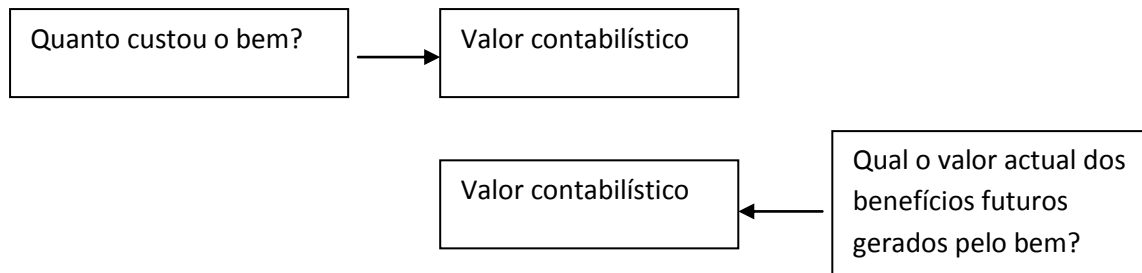 Quanto custou o bem?
Valor contabilístico
Valor contabilístico
Qual o valor actual dos
benefícios futuros
gerados pelo bem?